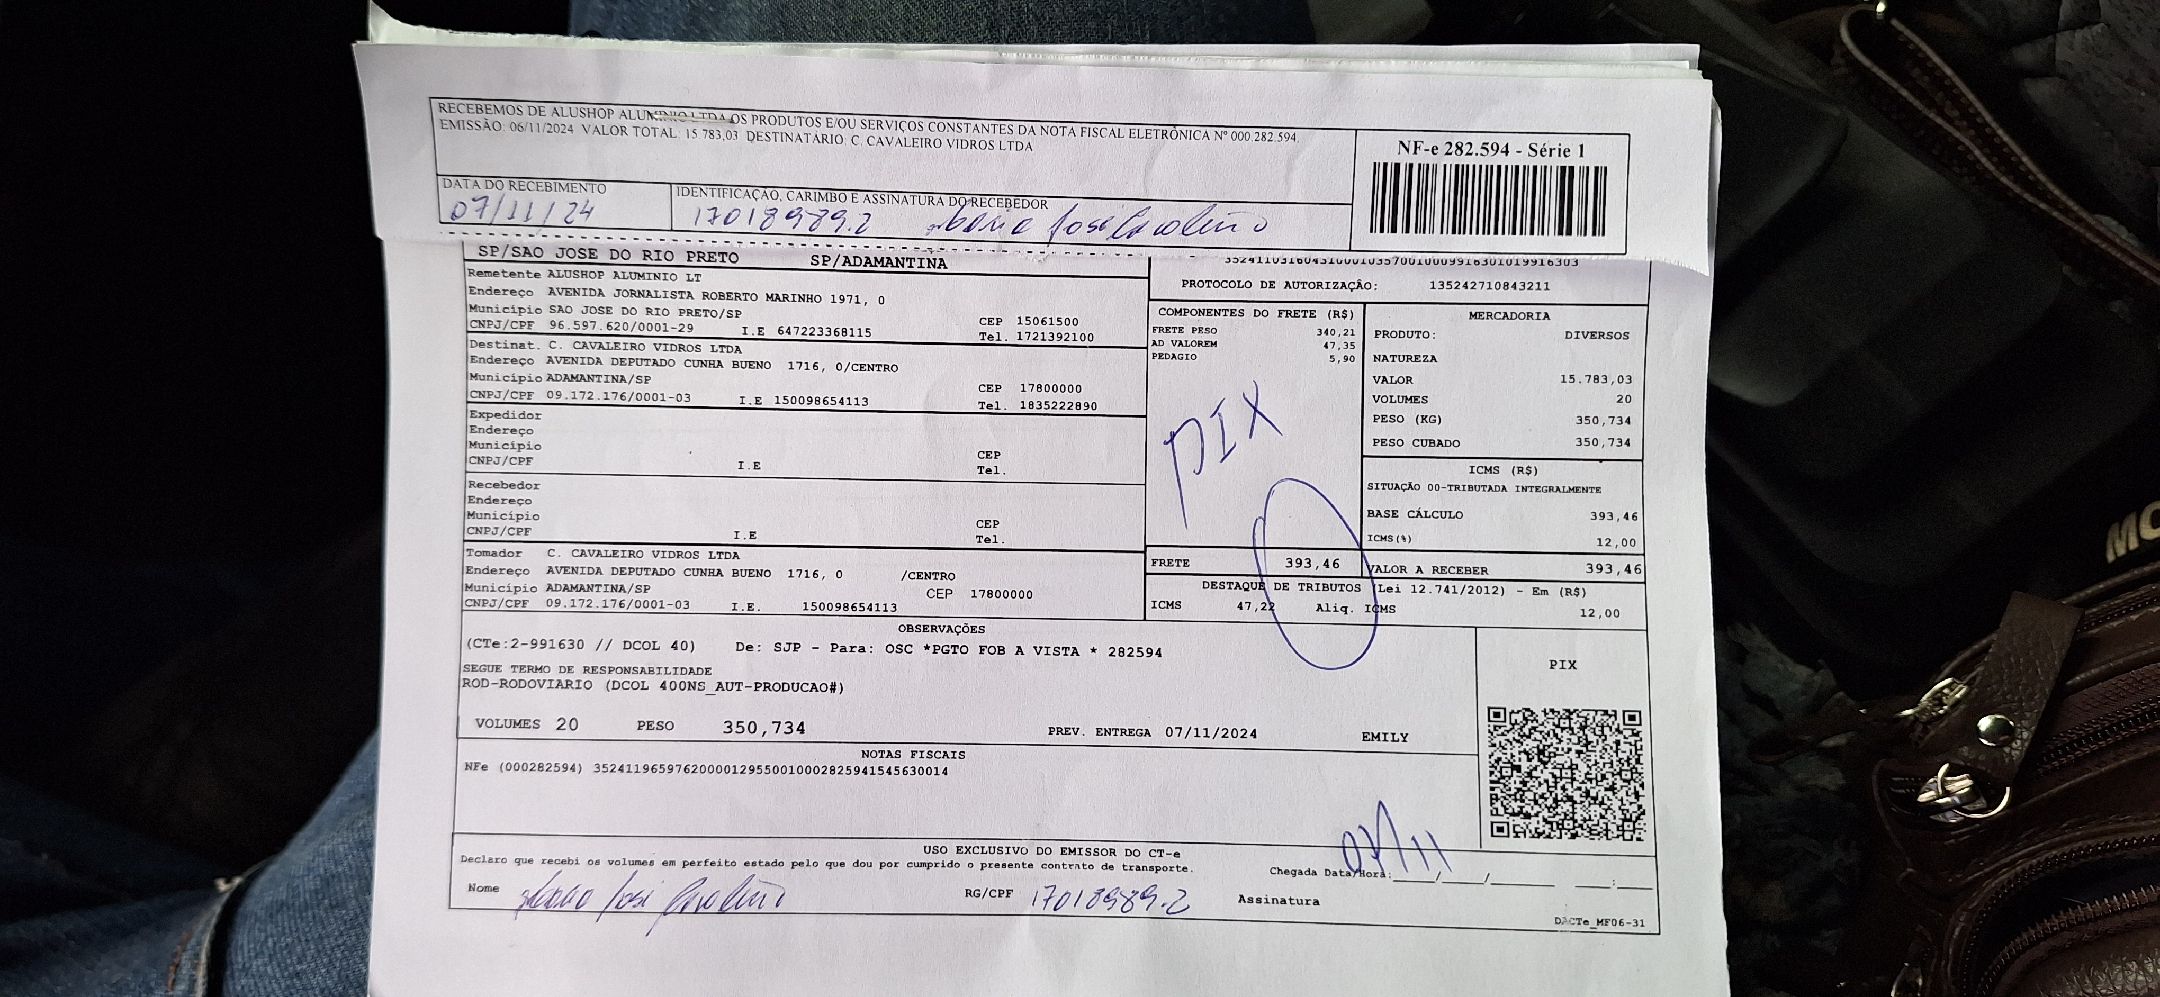 RECEBEMOS DE ALUSHOP ALUMINIO LTDA OS PRODUTOS E/OU SERVIÇOS CONSTANTES DA NOTA FISCAL ELETRÔNICA Nº 000.282.594.
EMISSÃO: 06/11/2024 VALOR TOTAL: 15.783,03 DESTINATÁRIO: C. CAVALEIRO VIDROS LTDA
NF-e 282.594 - Série 1
DATA DO RECEBIMENTO
07/11/24
IDENTIFICAÇÃO, CARIMBO E ASSINATURA DO RECEBEDOR
17018989.2 José
SP/SAO JOSE DO RIO PRETO SP/ADAMANTINA
PROTOCOLO DE AUTORIZAÇÃO: 135242710843211
Remetente ALUSHOP ALUMINIO LT
Endereço AVENIDA JORNALISTA ROBERTO MARINHO 1971, 0
Município SAO JOSE DO RIO PRETO/SP CEP 15061500
CNPJ/CPF 96.597.620/0001-29 I.E 647223368115 Tel. 1721392100
Destinat. C. CAVALEIRO VIDROS LTDA
Endereço AVENIDA DEPUTADO CUNHA BUENO 1716, 0/CENTRO
Município ADAMANTINA/SP CEP 17800000
CNPJ/CPF 09.172.176/0001-03 I.E 150098654113 Tel. 1835222890
Expedidor
Endereço
Município CEP
CNPJ/CPF I.E Tel.
Recebedor
Endereço
Município CEP
CNPJ/CPF I.E Tel.
Tomador C. CAVALEIRO VIDROS LTDA
Endereço AVENIDA DEPUTADO CUNHA BUENO 1716, 0 /CENTRO
Município ADAMANTINA/SP CEP 17800000
CNPJ/CPF 09.172.176/0001-03 I.E. 150098654113
COMPONENTES DO FRETE (R$)
FRETE PESO 340,21
AD VALOREM 47,35
PEDAGIO 5,90
PIX
FRETE 393,46
MERCADORIA
PRODUTO: DIVERSOS
NATUREZA
VALOR 15.783,03
VOLUMES 20
PESO (KG) 350,734
PESO CUBADO 350,734
ICMS (R$)
SITUAÇÃO 00-TRIBUTADA INTEGRALMENTE
BASE CÁLCULO 393,46
ICMS(%) 12,00
VALOR A RECEBER 393,46
DESTAQUE DE TRIBUTOS (Lei 12.741/2012) - Em (R$)
ICMS 47,22 Aliq. ICMS 12,00
OBSERVAÇÕES
(CTe:2-991630 // DCOL 40) De: SJP - Para: OSC *PGTO FOB A VISTA * 282594
SEGUE TERMO DE RESPONSABILIDADE
ROD-RODOVIARIO (DCOL 400NS_AUT-PRODUCAO#)
PIX
VOLUMES 20 PESO 350,734 PREV. ENTREGA 07/11/2024 EMILY
NOTAS FISCAIS
NFe (000282594) 35241196597620000129550010002825941545630014
USO EXCLUSIVO DO EMISSOR DO CT-e
Declaro que recebi os volumes em perfeito estado pelo que dou por cumprido o presente contrato de transporte.
07/11
Chegada Data/Hora:____/____/______ ___:___
Nome José RG/CPF 17018989.2 Assinatura
DACTe_MF06-31
MO